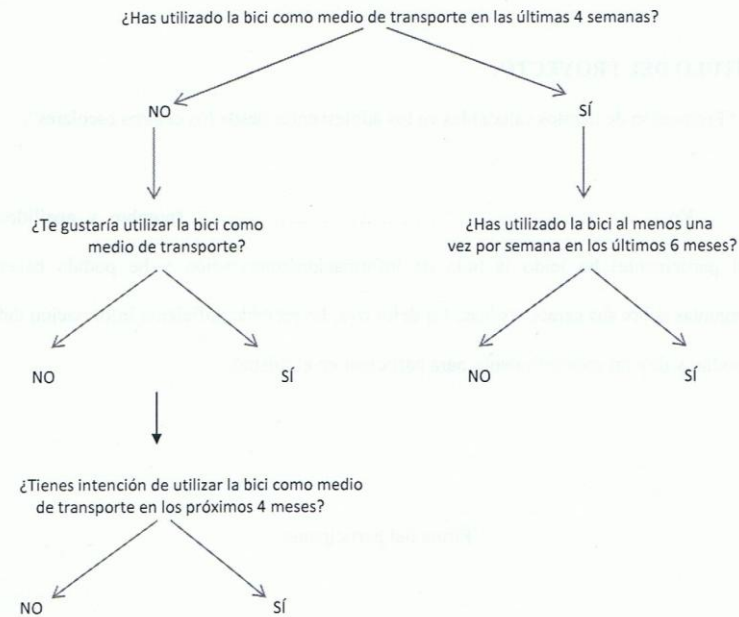 ¿Has utilizado la bici como medio de transporte en las últimas 4 semanas?
NO
SÍ
¿Te gustaría utilizar la bici como
medio de transporte?
¿Has utilizado la bici al menos una
vez por semana en los últimos 6 meses?
NO
SÍ
NO
SÍ
¿Tienes intención de utilizar la bici como medio
de transporte en los próximos 4 meses?
NO
SÍ